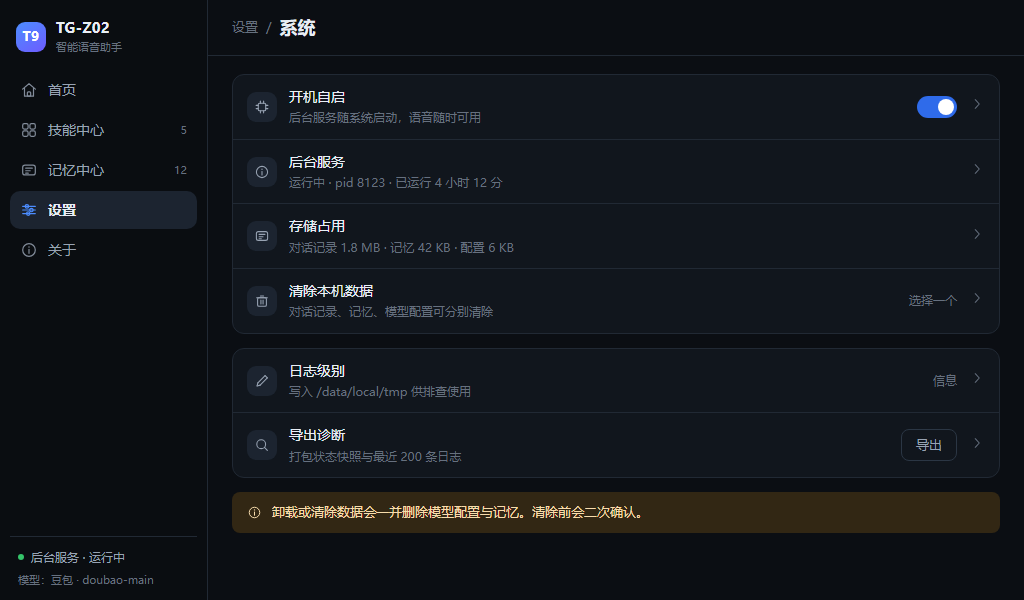 T9
TG-Z02
智能语音助手
首页
技能中心 5
记忆中心 12
设置
关于
后台服务 · 运行中
模型：豆包 · doubao-main
设置 / 系统
开机自启
后台服务随系统启动，语音随时可用
后台服务
运行中 · pid 8123 · 已运行 4 小时 12 分
存储占用
对话记录 1.8 MB · 记忆 42 KB · 配置 6 KB
清除本机数据
对话记录、记忆、模型配置可分别清除
选择一个
日志级别
写入 /data/local/tmp 供排查使用
信息
导出诊断
打包状态快照与最近 200 条日志
导出
卸载或清除数据会一并删除模型配置与记忆。清除前会二次确认。